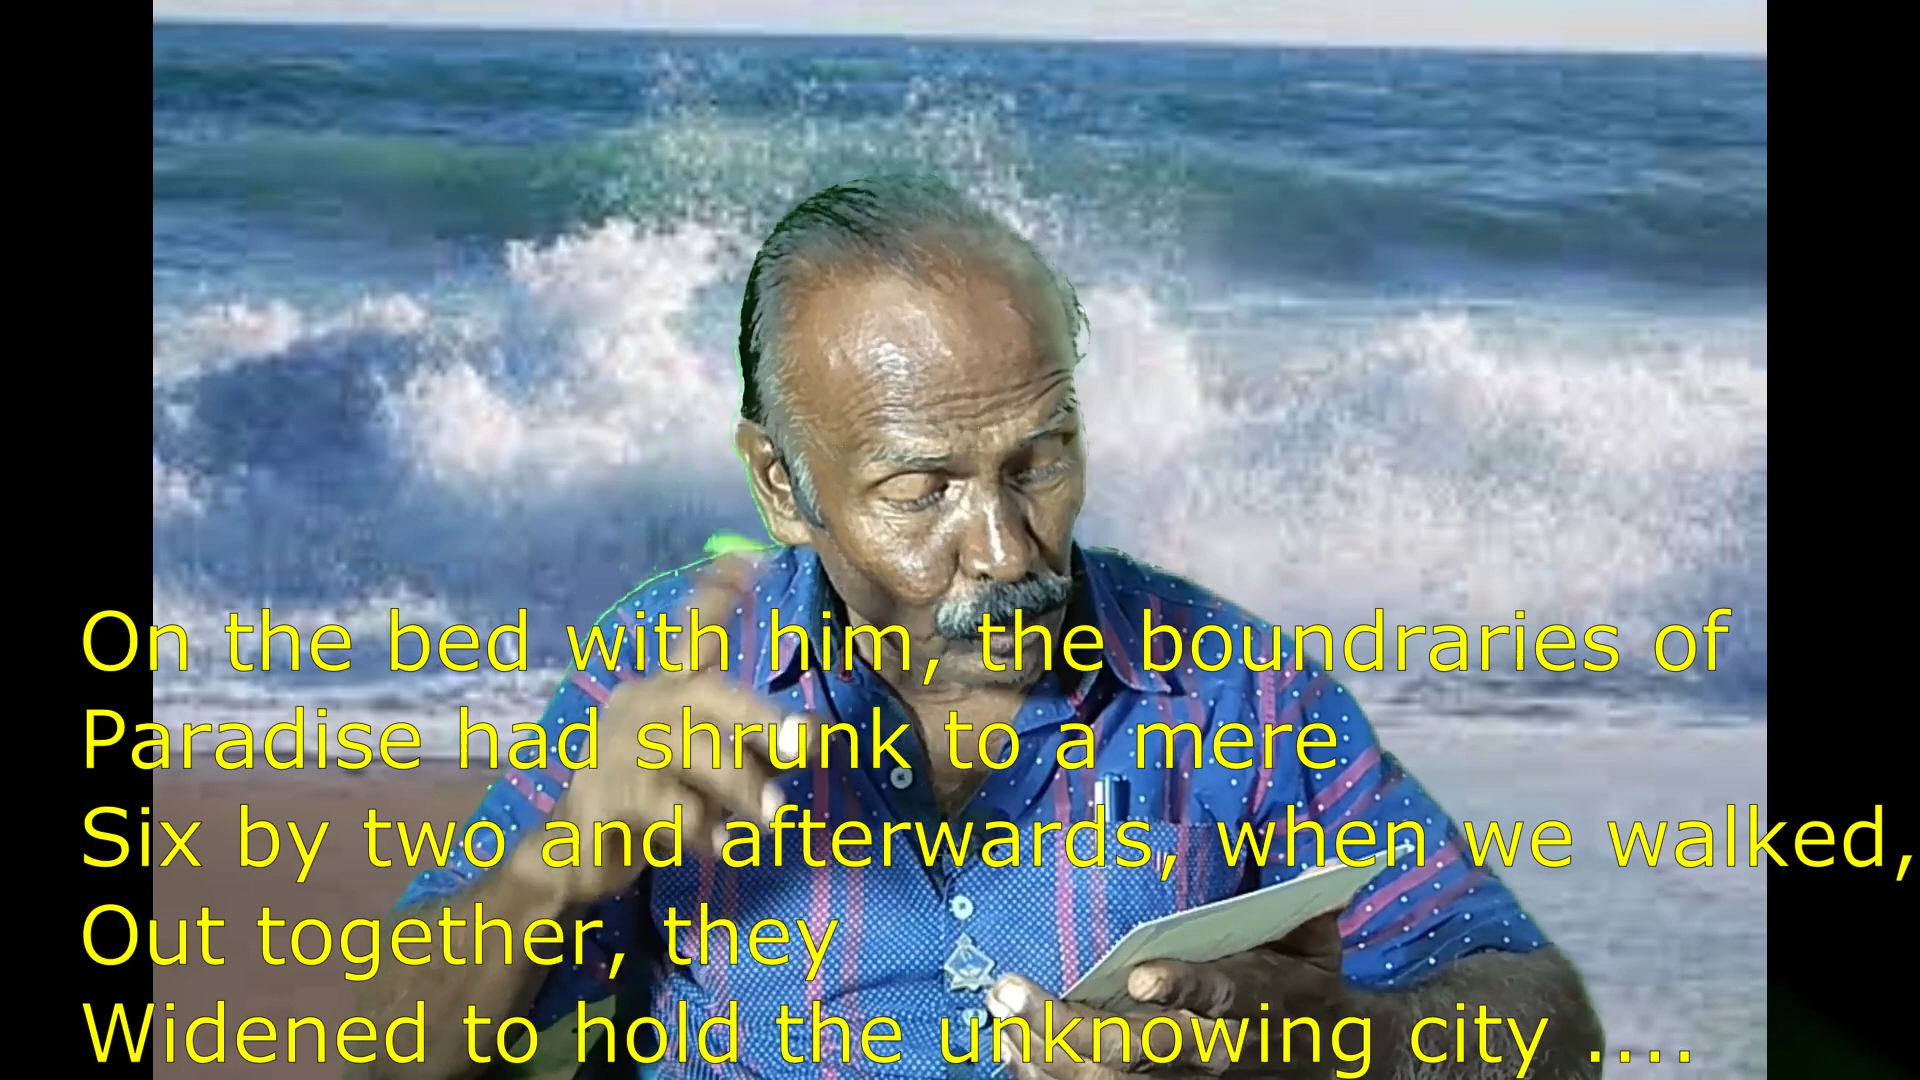 On the bed with him, the boundraries of
Paradise had shrunk to a mere
Six by two and afterwards, when we walked,
Out together, they
Widened to hold the unknowing city ....